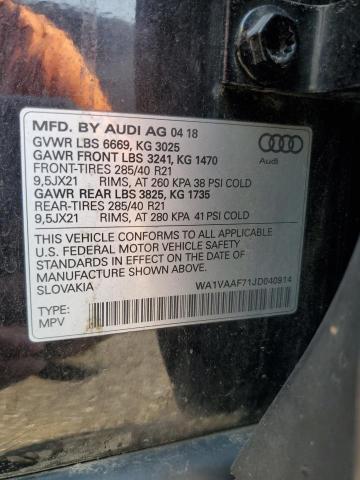 MFD. BY AUDI AG 04 18
GVWR LBS 6669, KG 3025
GAWR FRONT LBS 3241, KG 1470
FRONT-TIRES 285/40 R21
9,5JX21 RIMS, AT 260 KPA 38 PSI COLD
GAWR REAR LBS 3825, KG 1735
REAR-TIRES 285/40 R21
9,5JX21 RIMS, AT 280 KPA 41 PSI COLD
Audi
THIS VEHICLE CONFORMS TO ALL APPLICABLE
U.S. FEDERAL MOTOR VEHICLE SAFETY
STANDARDS IN EFFECT ON THE DATE OF
MANUFACTURE SHOWN ABOVE.
SLOVAKIA WA1VAAF71JD040914
TYPE:
MPV